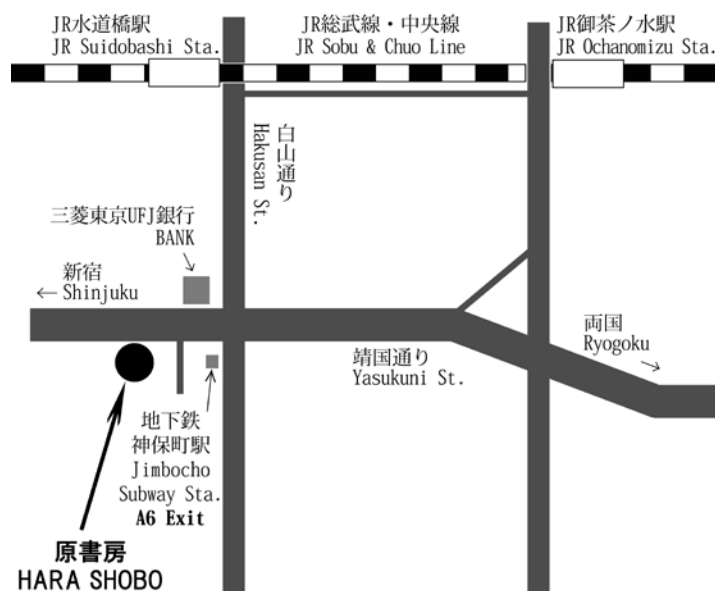 JR水道橋駅
JR Suidobashi Sta.
JR総武線・中央線
JR Sobu & Chuo Line
JR御茶ノ水駅
JR Ochanomizu Sta.
白山通り
Hakusan St.
三菱東京UFJ銀行
BANK
新宿
← Shinjuku
両国
Ryogoku
靖国通り
Yasukuni St.
地下鉄
神保町駅
Jimbocho
Subway Sta.
A6 Exit
原書房
HARA SHOBO